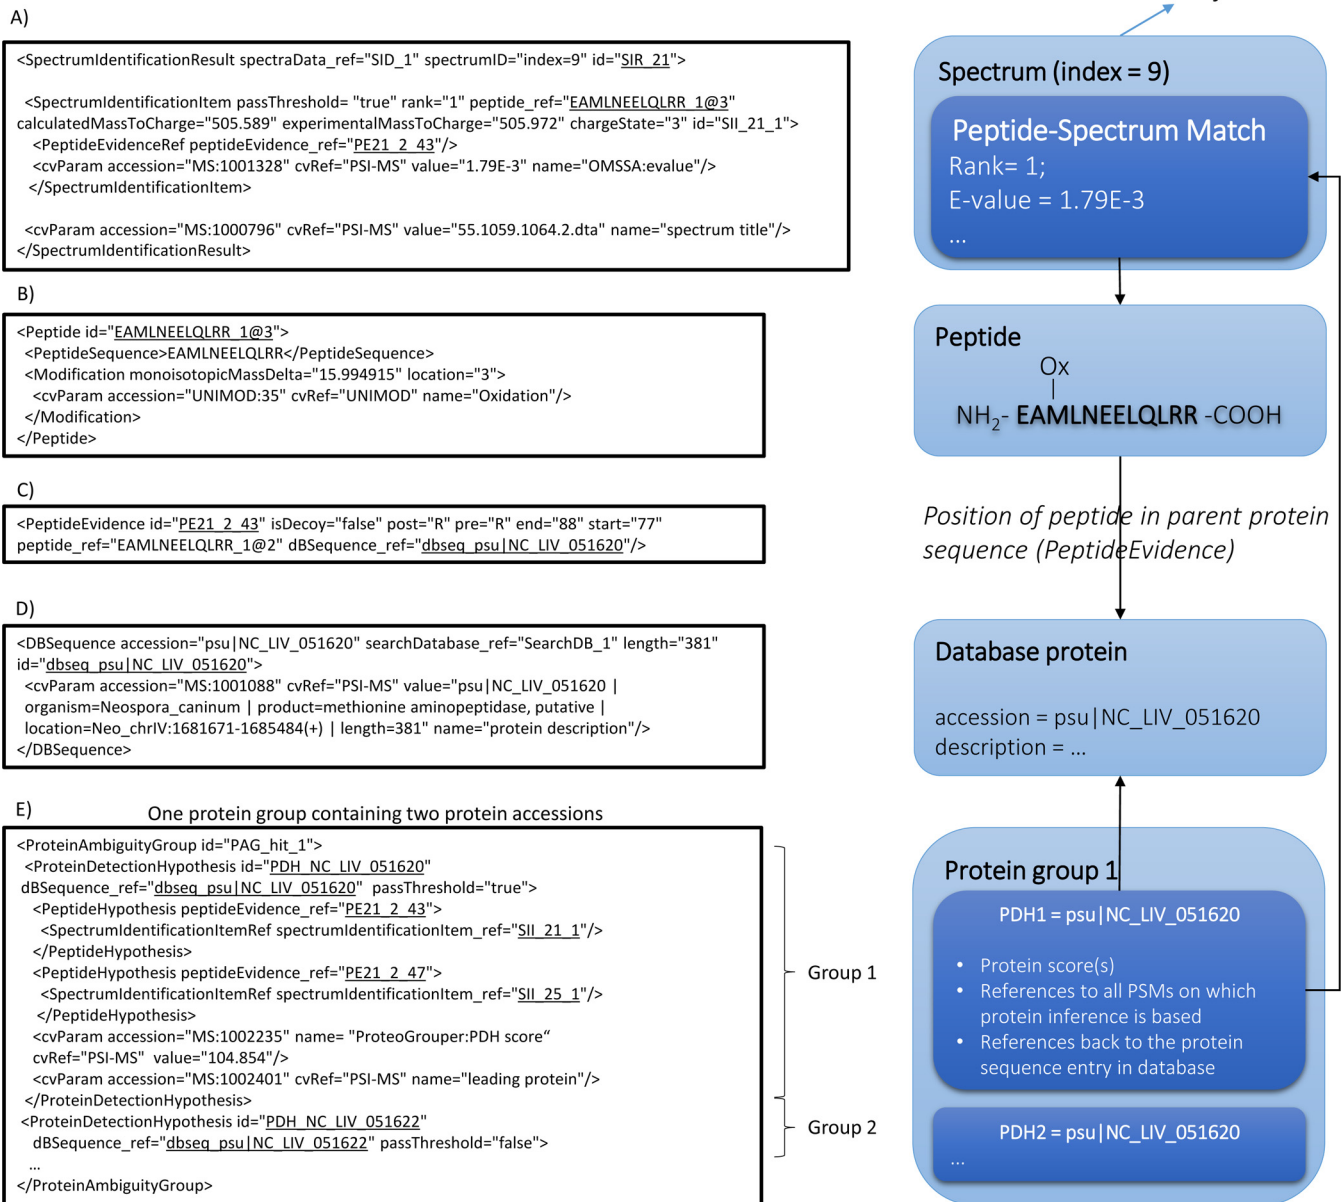 A)
<SpectrumIdentificationResult spectraData_ref="SID_1" spectrumID="index=9" id="SIR_21">
<SpectrumIdentificationItem passThreshold= "true" rank="1" peptide_ref="EAMLNEELQLRR_1@3"
calculatedMassToCharge="505.589" experimentalMassToCharge="505.972" chargeState="3" id="SII_21_1">
<PeptideEvidenceRef peptideEvidence_ref="PE21_2_43"/>
<cvParam accession="MS:1001328" cvRef="PSI-MS" value="1.79E-3" name="OMSSA:evalue"/>
</SpectrumIdentificationItem>
<cvParam accession="MS:1000796" cvRef="PSI-MS" value="55.1059.1064.2.dta" name="spectrum title"/>
</SpectrumIdentificationResult>
B)
<Peptide id="EAMLNEELQLRR_1@3">
<PeptideSequence>EAMLNEELQLRR</PeptideSequence>
<Modification monoisotopicMassDelta="15.994915" location="3">
<cvParam accession="UNIMOD:35" cvRef="UNIMOD" name="Oxidation"/>
</Modification>
</Peptide>
C)
<PeptideEvidence id="PE21_2_43" isDecoy="false" post="R" pre="R" end="88" start="77"
peptide_ref="EAMLNEELQLRR_1@2" dBSequence_ref="dbseq_psu|NC_LIV_051620"/>
D)
<DBSequence accession="psu|NC_LIV_051620" searchDatabase_ref="SearchDB_1" length="381"
id="dbseq_psu|NC_LIV_051620">
<cvParam accession="MS:1001088" cvRef="PSI-MS" value="psu|NC_LIV_051620 |
organism=Neospora_caninum | product=methionine aminopeptidase, putative |
location=Neo_chrIV:1681671-1685484(+) | length=381" name="protein description"/>
</DBSequence>
E)
One protein group containing two protein accessions
<ProteinAmbiguityGroup id="PAG_hit_1">
<ProteinDetectionHypothesis id="PDH_NC_LIV_051620"
dBSequence_ref="dbseq_psu|NC_LIV_051620" passThreshold="true">
<PeptideHypothesis peptideEvidence_ref="PE21_2_43">
<SpectrumIdentificationItemRef spectrumIdentificationItem_ref="SII_21_1"/>
</PeptideHypothesis>
<PeptideHypothesis peptideEvidence_ref="PE21_2_47">
<SpectrumIdentificationItemRef spectrumIdentificationItem_ref="SII_25_1"/>
</PeptideHypothesis>
<cvParam accession="MS:1002235" name= "ProteoGrouper:PDH score“
cvRef="PSI-MS" value="104.854"/>
<cvParam accession="MS:1002401" cvRef="PSI-MS" name="leading protein"/>
</ProteinDetectionHypothesis>
<ProteinDetectionHypothesis id="PDH_NC_LIV_051622"
dBSequence_ref="dbseq_psu|NC_LIV_051622" passThreshold="false">
...
</ProteinAmbiguityGroup>
Group 1
Group 2
Spectrum (index = 9)
Peptide-Spectrum Match
Rank= 1;
E-value = 1.79E-3
...
Peptide
Ox
NH2- EAMLNEELQLRR -COOH
Position of peptide in parent protein
sequence (PeptideEvidence)
Database protein
accession = psu|NC_LIV_051620
description = ...
Protein group 1
PDH1 = psu|NC_LIV_051620
• Protein score(s)
• References to all PSMs on which
protein inference is based
• References back to the protein
sequence entry in database
PDH2 = psu|NC_LIV_051620
...